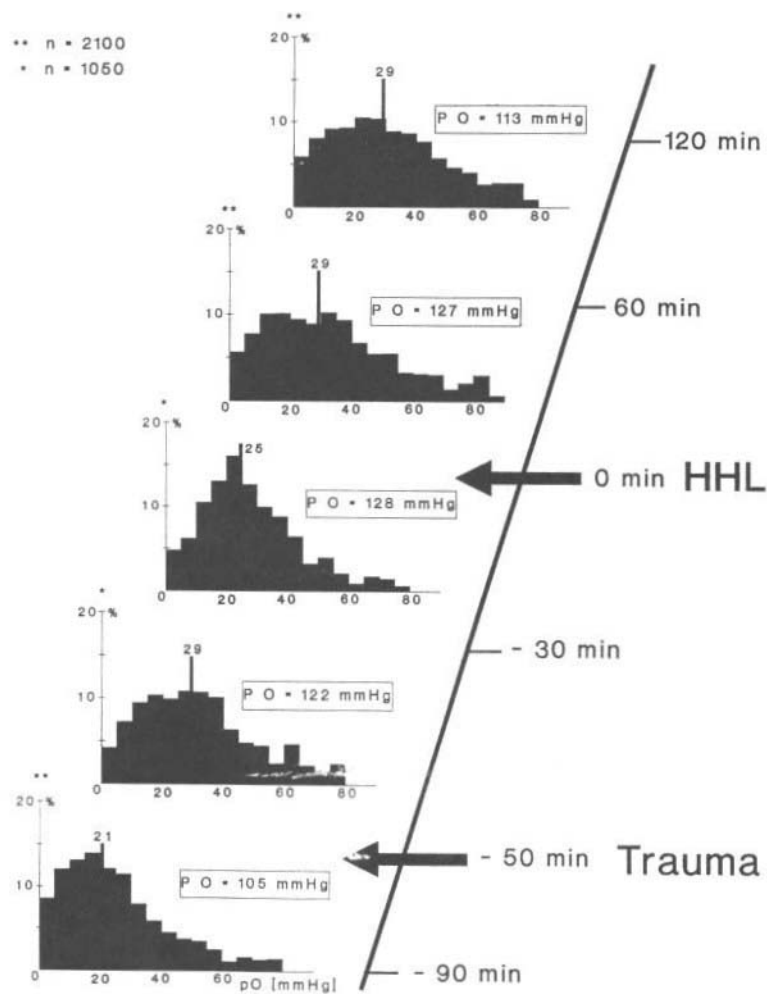 ** n = 2100
* n = 1050
**
20 %
10
29
P O = 113 mmHg
0 20 40 60 80
120 min
**
20 %
10
29
P O = 127 mmHg
0 20 40 60 80
60 min
*
20 %
10
25
P O = 128 mmHg
0 20 40 60 80
0 min HHL
*
20 %
10
29
P O = 122 mmHg
0 20 40 60 80
- 30 min
**
20 %
10
21
P O = 105 mmHg
0 20 40 60 80
pO. [mmHg]
- 50 min Trauma
- 90 min